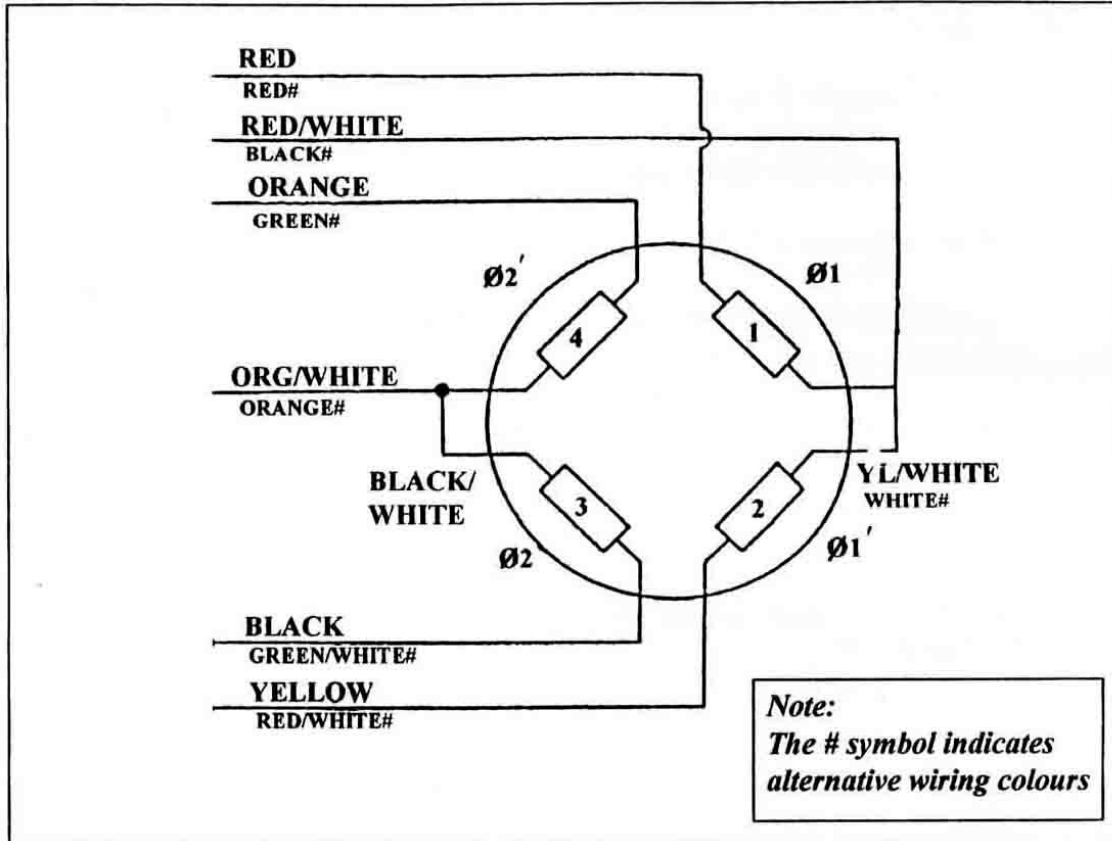 RED
RED#
RED/WHITE
BLACK#
ORANGE
GREEN#
Ø2'
Ø1
4
1
ORG/WHITE
ORANGE#
BLACK/
WHITE
3
2
YL/WHITE
WHITE#
Ø2
Ø1'
BLACK
GREEN/WHITE#
YELLOW
RED/WHITE#
Note:
The # symbol indicates
alternative wiring colours